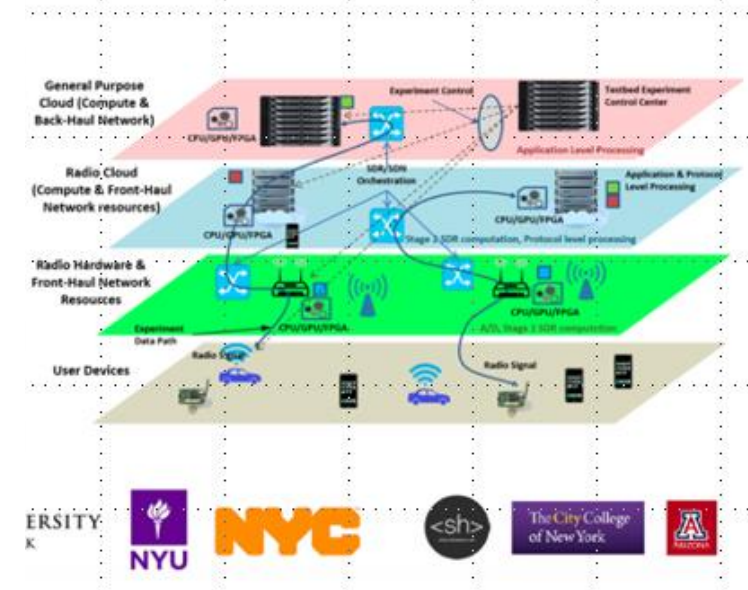 General Purpose
Cloud (Compute &
Back-Haul Network)
CPU/GPU/FPGA
Experiment Control
Testbed Experiment
Control Center
Application Level Processing
Radio Cloud
(Compute & Front-Haul
Network resources)
CPU/GPU/FPGA
SDR/SDN
Orchestration
CPU/GPU/FPGA
Application & Protocol
Level Processing
Stage 2 SDR computation, Protocol level processing
Radio Hardware &
Front-Haul Network
Resources
CPU/GPU/FPGA
CPU/GPU/FPGA
A/D, Stage 1 SDR computation
Experiment
Data Path
User Devices
Radio Signal
Radio Signal
ERSITY
K
NYU
NYC
<sh>
The City College
of New York
A
ARIZONA